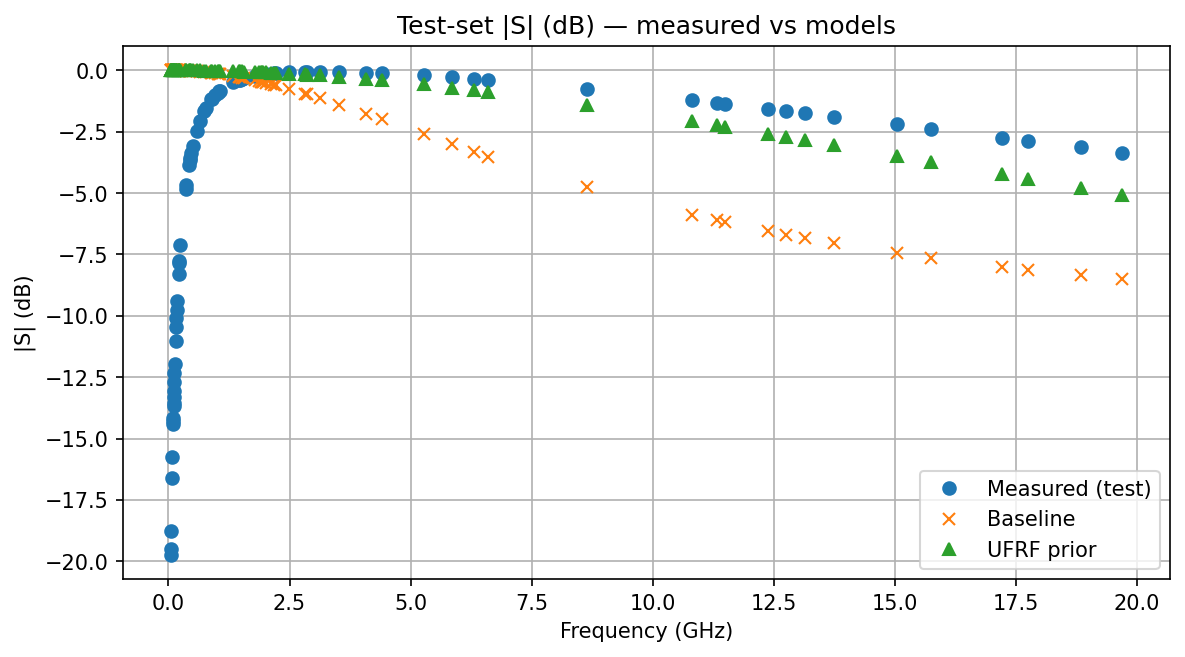 Test-set |S| (dB) — measured vs models
|S| (dB)
0.0
−2.5
−5.0
−7.5
−10.0
−12.5
−15.0
−17.5
−20.0
0.0 2.5 5.0 7.5 10.0 12.5 15.0 17.5 20.0
Frequency (GHz)
Measured (test)
Baseline
UFRF prior